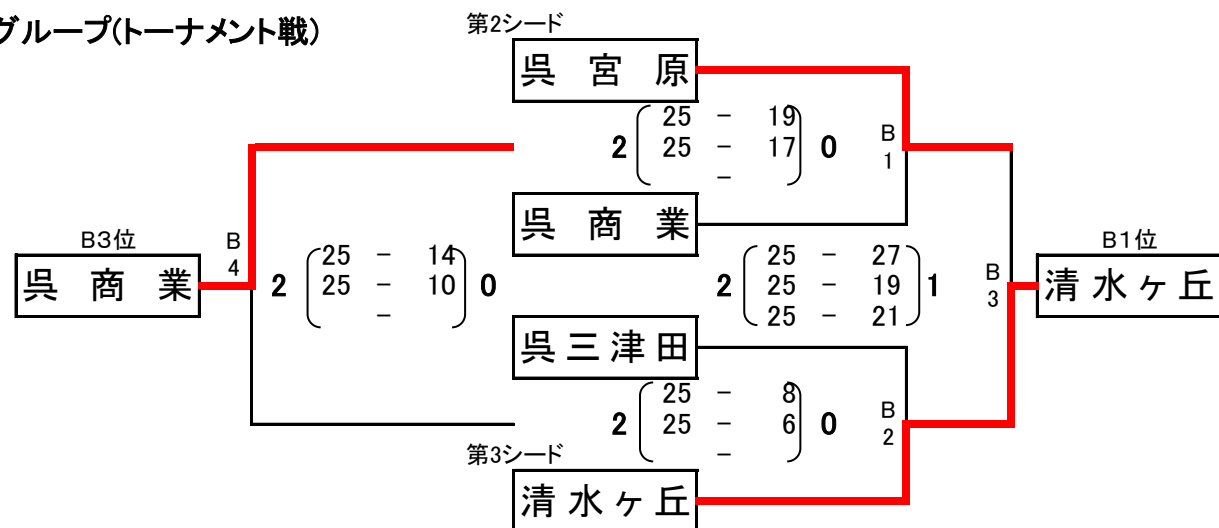 グループ(トーナメント戦)
第2シード
呉 宮 原
25 － 19
2 25 － 17 0
－
B
1
呉 商 業
B3位
呉 商 業
B
4
25 － 14
2 25 － 10 0
－
25 － 27
2 25 － 19 1
25 － 21
B
3
B1位
清水ヶ丘
呉三津田
25 － 8
2 25 － 6 0
－
B
2
第3シード
清水ヶ丘